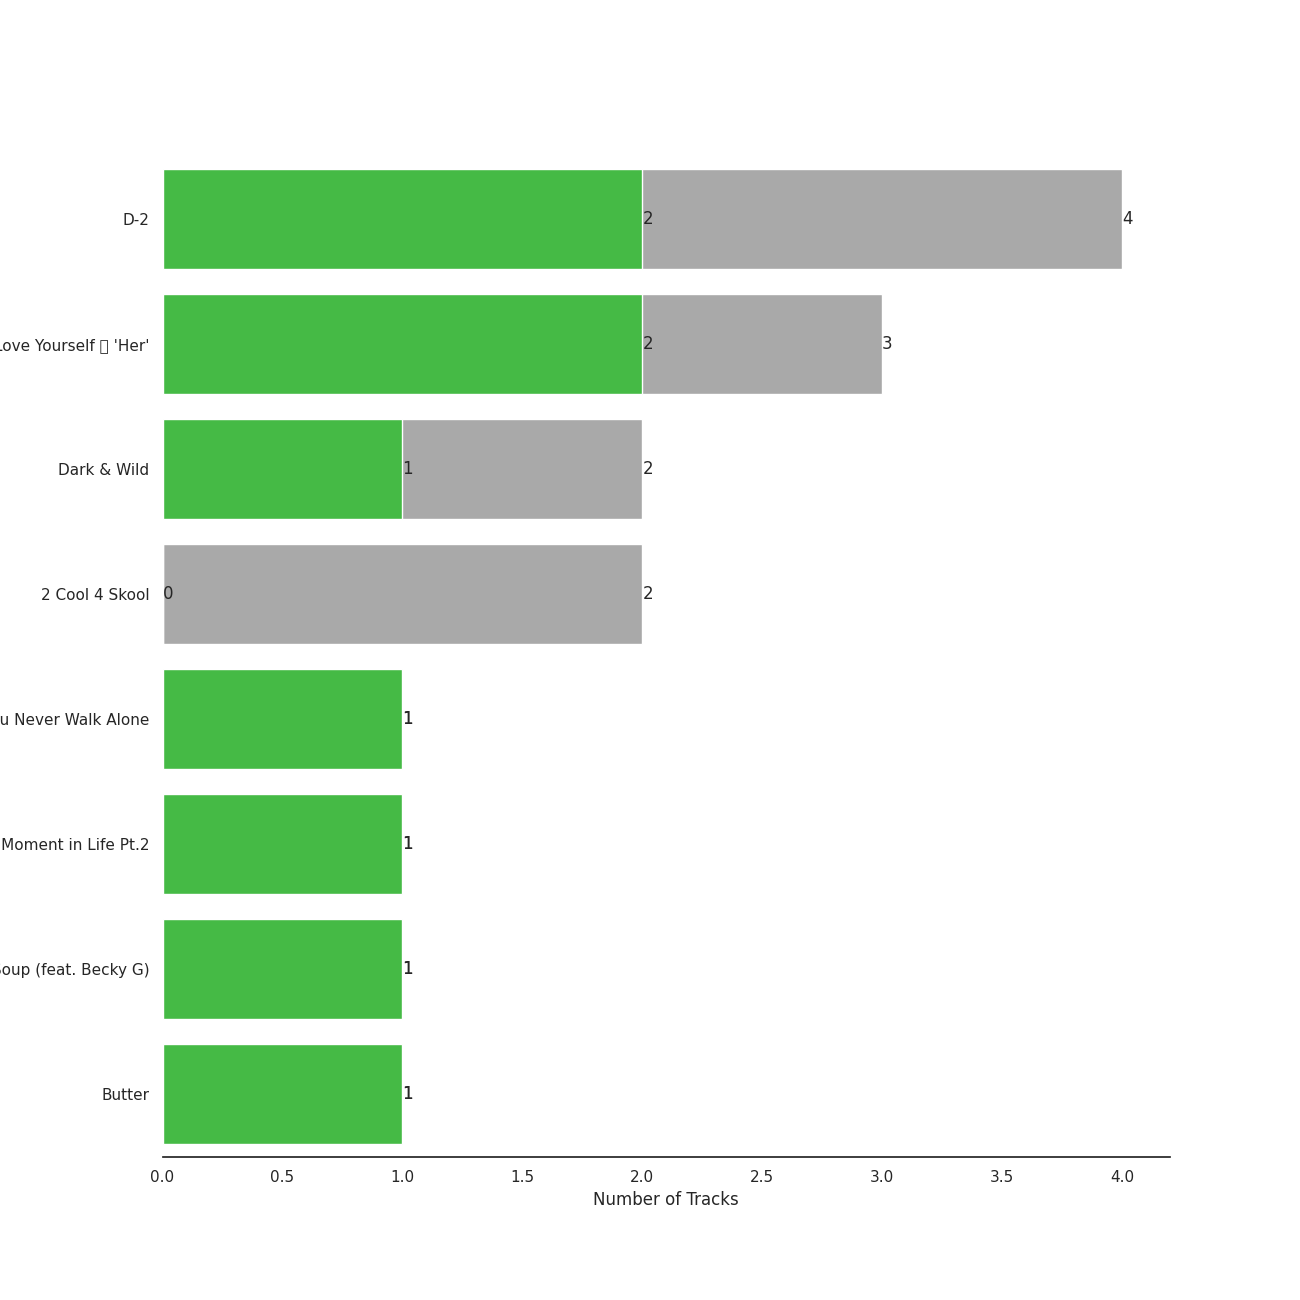 D-2
2
4
Love Yourself 'Her'
2
3
Dark & Wild
1
2
2 Cool 4 Skool
0
2
Never Walk Alone
1
Moment in Life Pt.2
1
(feat. Becky G)
1
Butter
1
0.0 0.5 1.0 1.5 2.0 2.5 3.0 3.5 4.0
Number of Tracks